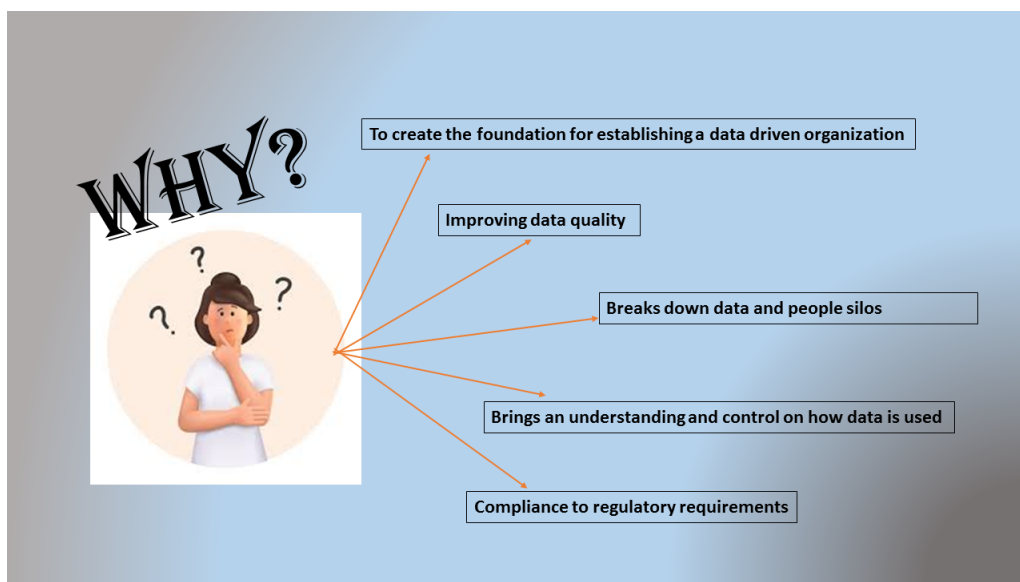 WHY?
To create the foundation for establishing a data driven organization
Improving data quality
Breaks down data and people silos
Brings an understanding and control on how data is used
Compliance to regulatory requirements